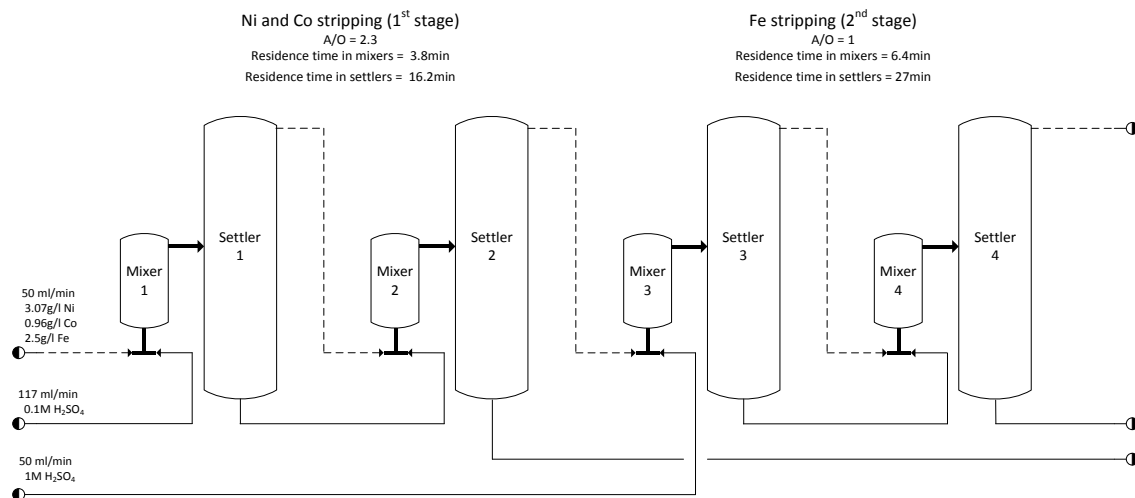 Ni and Co stripping (1st stage)
A/O = 2.3
Residence time in mixers = 3.8min
Residence time in settlers = 16.2min
Fe stripping (2nd stage)
A/O = 1
Residence time in mixers = 6.4min
Residence time in settlers = 27min
Settler
1
Settler
2
Settler
3
Settler
4
Mixer
1
Mixer
2
Mixer
3
Mixer
4
50 ml/min
3.07g/l Ni
0.96g/l Co
2.5g/l Fe
117 ml/min
0.1M H₂SO₄
50 ml/min
1M H₂SO₄